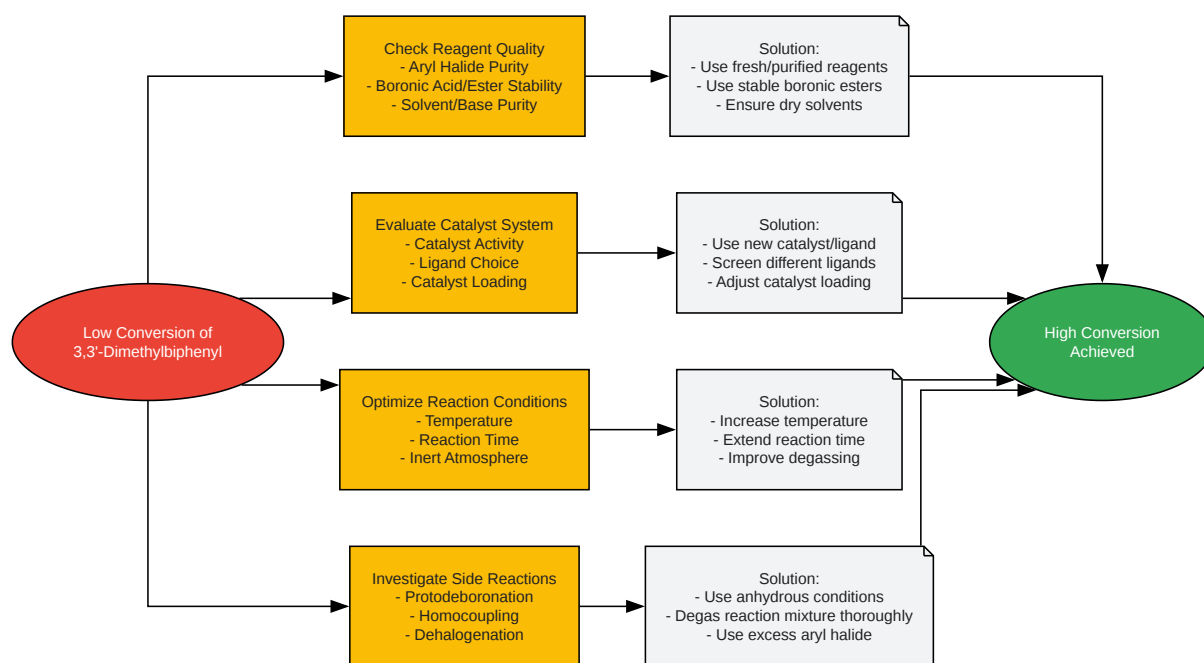 Check Reagent Quality
- Aryl Halide Purity
- Boronic Acid/Ester Stability
- Solvent/Base Purity
Solution:
- Use fresh/purified reagents
- Use stable boronic esters
- Ensure dry solvents
Evaluate Catalyst System
- Catalyst Activity
- Ligand Choice
- Catalyst Loading
Solution:
- Use new catalyst/ligand
- Screen different ligands
- Adjust catalyst loading
Low Conversion of
3,3'-Dimethylbiphenyl
High Conversion
Achieved
Optimize Reaction Conditions
- Temperature
- Reaction Time
- Inert Atmosphere
Solution:
- Increase temperature
- Extend reaction time
- Improve degassing
Investigate Side Reactions
- Protodeboronation
- Homocoupling
- Dehalogenation
Solution:
- Use anhydrous conditions
- Degas reaction mixture thoroughly
- Use excess aryl halide